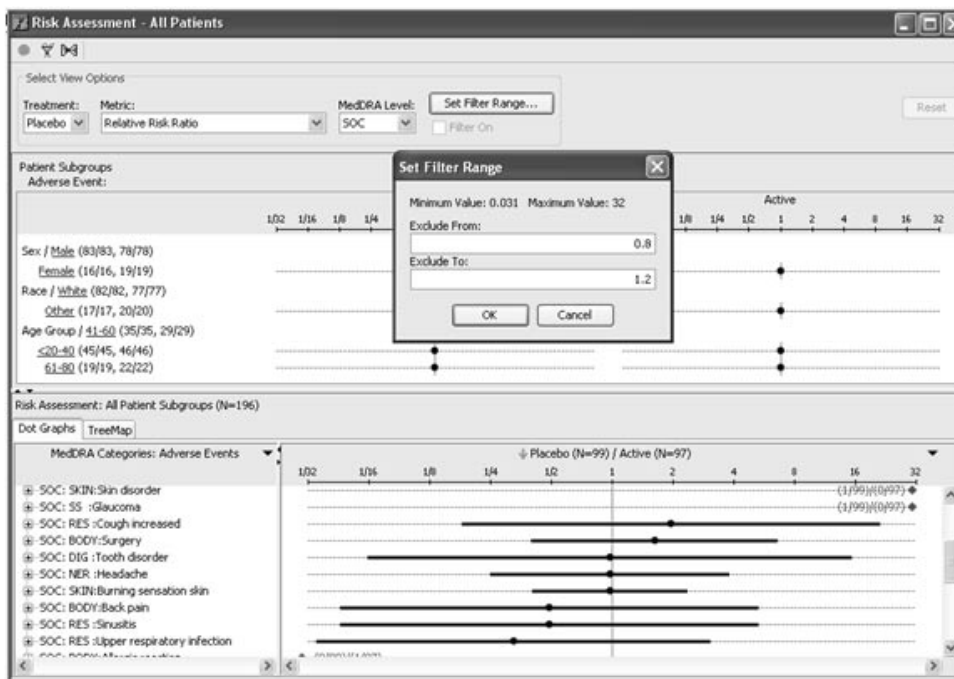 Risk Assessment - All Patients
Select View Options
Treatment: Metric: MedDRA Level: Set Filter Range... Reset
Placebo Relative Risk Ratio SOC Filter On
Patient Subgroups
Adverse Event:
Set Filter Range
Minimum Value: 0.031 Maximum Value: 32
Exclude From:
0.8
Exclude To:
1.2
OK Cancel
Active
1/32 1/16 1/8 1/4 1/8 1/4 1/2 1 2 4 8 16 32
Sex / Male (83/83, 78/78)
Female (16/16, 19/19)
Race / White (82/82, 77/77)
Other (17/17, 20/20)
Age Group / 41-60 (35/35, 29/29)
<20-40 (45/45, 46/46)
61-80 (19/19, 22/22)
Risk Assessment: All Patient Subgroups (N=196)
Dot Graphs TreeMap
MedDRA Categories: Adverse Events Placebo (N=99) / Active (N=97)
1/32 1/16 1/8 1/4 1/2 1 2 4 8 16 32
SOC: SKIN:Skin disorder (1/99)/(0/97)
SOC: SS :Glaucoma (1/99)/(0/97)
SOC: RES :Cough increased
SOC: BODY:Surgery
SOC: DIG :Tooth disorder
SOC: NER :Headache
SOC: SKIN:Burning sensation skin
SOC: BODY:Back pain
SOC: RES :Sinusitis
SOC: RES :Upper respiratory infection